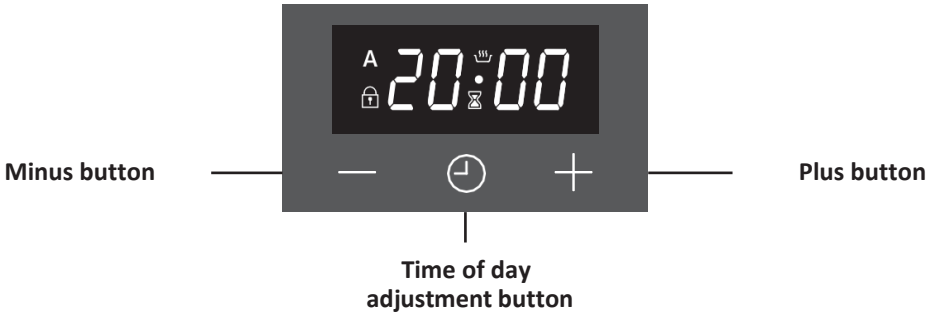 A
20:00
Minus button
Plus button
Time of day
adjustment button